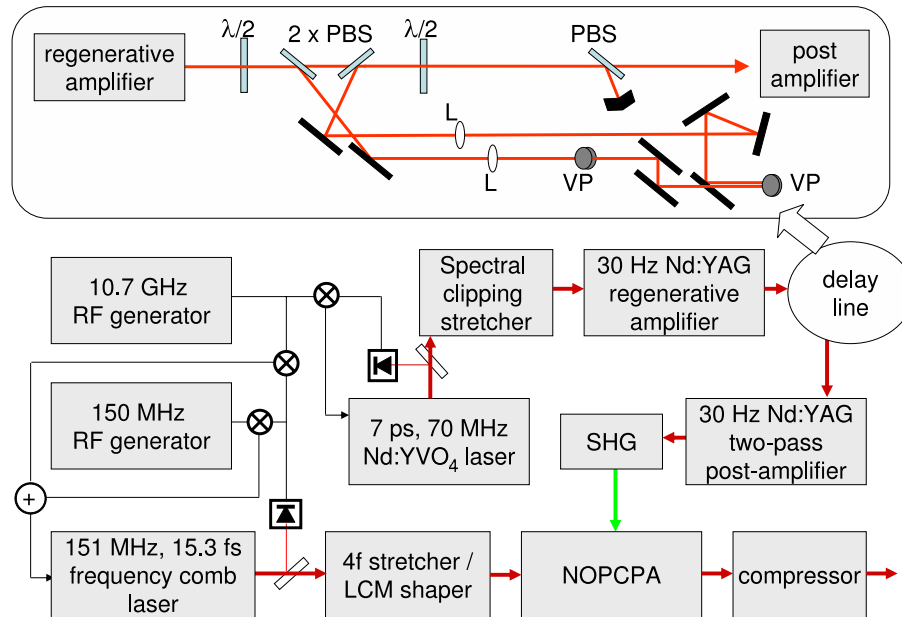 λ/2
2 x PBS
λ/2
PBS
regenerative
amplifier
post
amplifier
L
L
VP
VP
10.7 GHz
RF generator
Spectral
clipping
stretcher
30 Hz Nd:YAG
regenerative
amplifier
delay
line
150 MHz
RF generator
7 ps, 70 MHz
Nd:YVO₄ laser
SHG
30 Hz Nd:YAG
two-pass
post-amplifier
+
151 MHz, 15.3 fs
frequency comb
laser
4f stretcher /
LCM shaper
NOPCPA
compressor